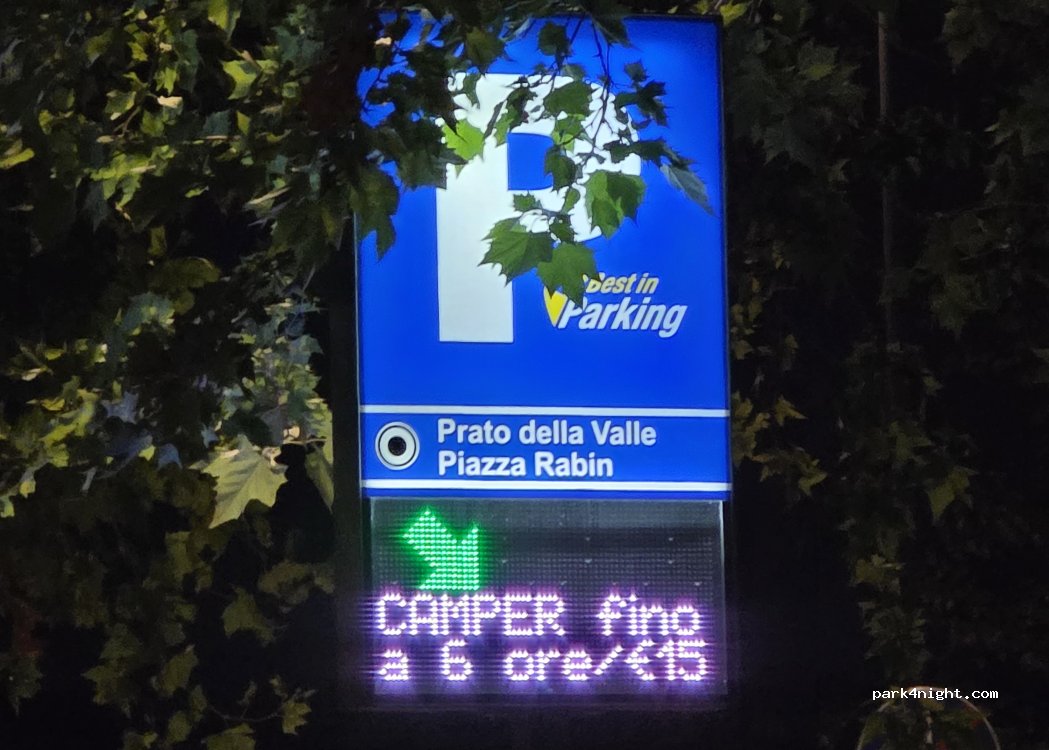 P
Best in
Parking
Prato della Valle
Piazza Rabin
CAMPER fino
a 6 ore/€15
park4night.com